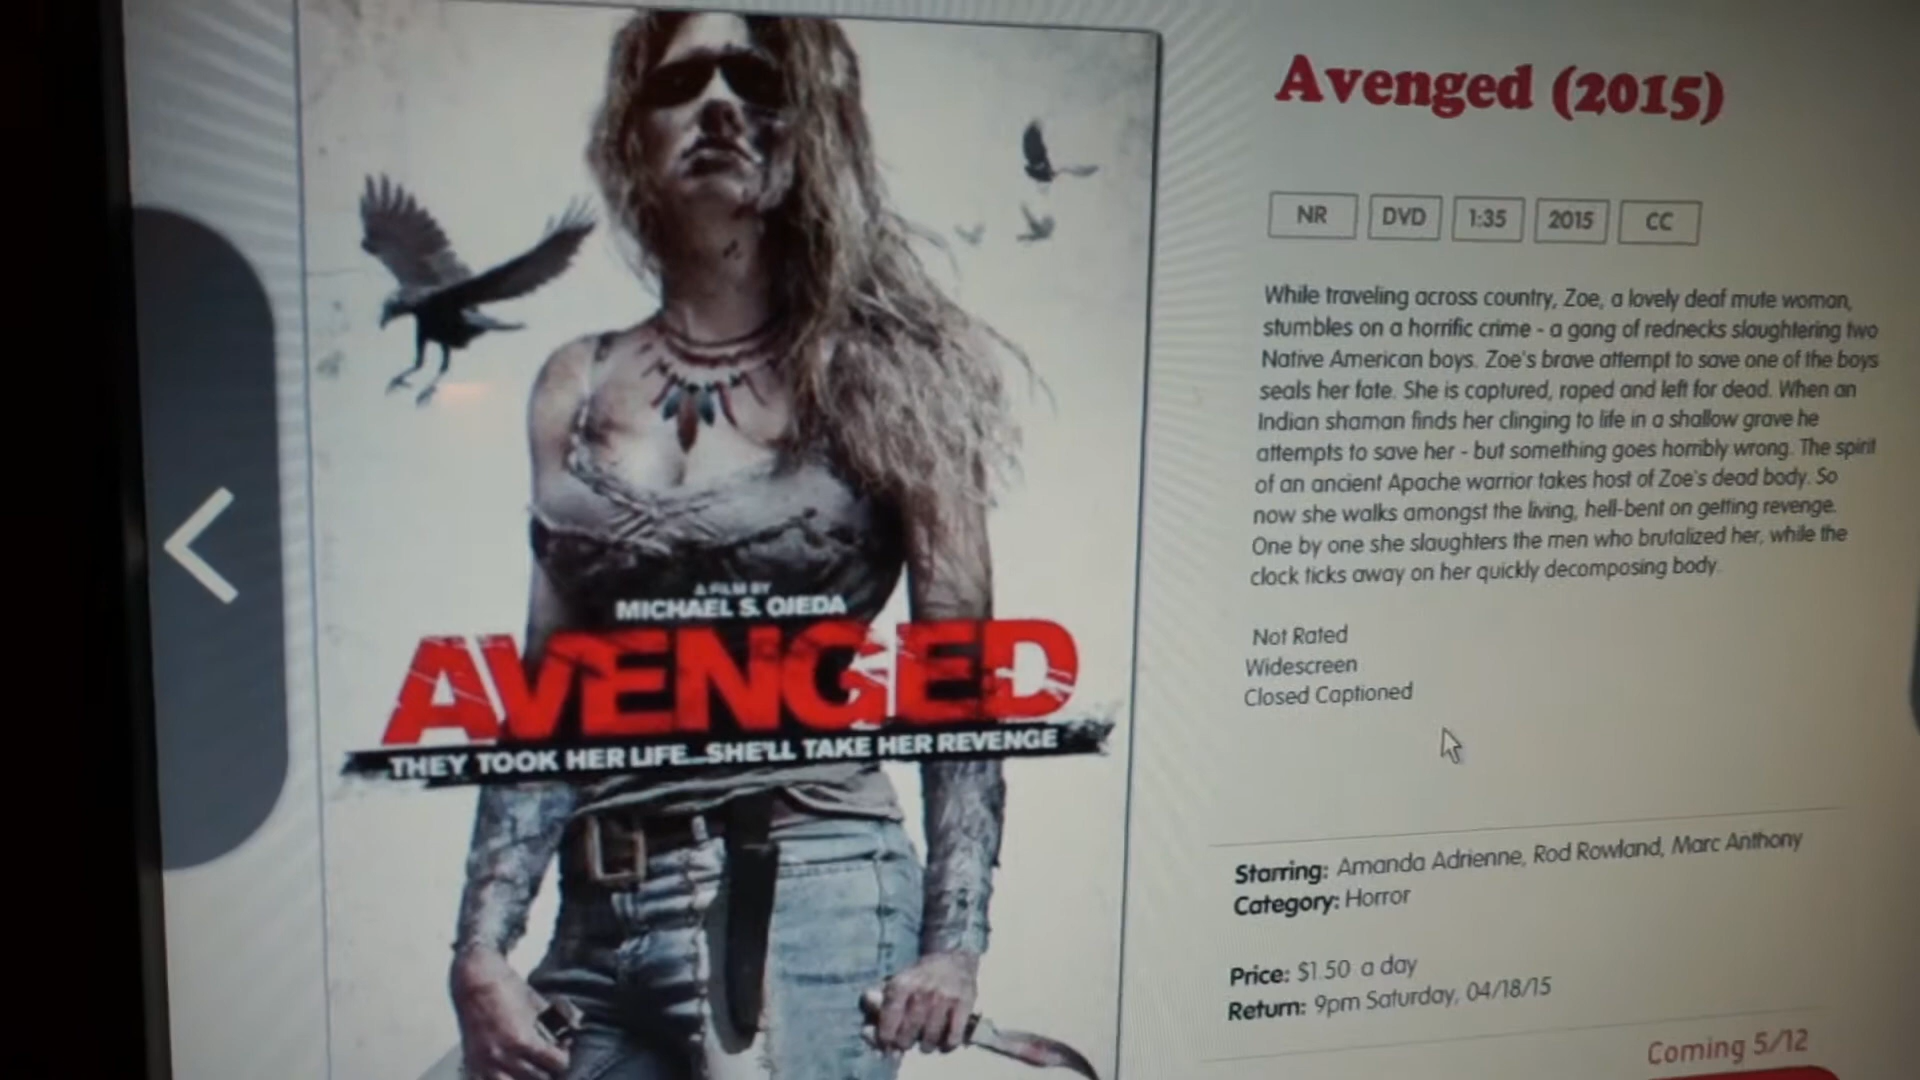 A FILM BY
MICHAEL S. OJEDA
AVENGED
THEY TOOK HER LIFE...SHE'LL TAKE HER REVENGE
Avenged (2015)
NR DVD 1:35 2015 CC
While traveling across country, Zoe, a lovely deaf mute woman,
stumbles on a horrific crime - a gang of rednecks slaughtering two
Native American boys. Zoe's brave attempt to save one of the boys
seals her fate. She is captured, raped and left for dead. When an
Indian shaman finds her clinging to life in a shallow grave he
attempts to save her - but something goes horribly wrong. The spirit
of an ancient Apache warrior takes host of Zoe's dead body. So
now she walks amongst the living, hell-bent on getting revenge.
One by one she slaughters the men who brutalized her, while the
clock ticks away on her quickly decomposing body.
Not Rated
Widescreen
Closed Captioned
Starring: Amanda Adrienne, Rod Rowland, Marc Anthony
Category: Horror
Price: $1.50 a day
Return: 9pm Saturday, 04/18/15
Coming 5/12